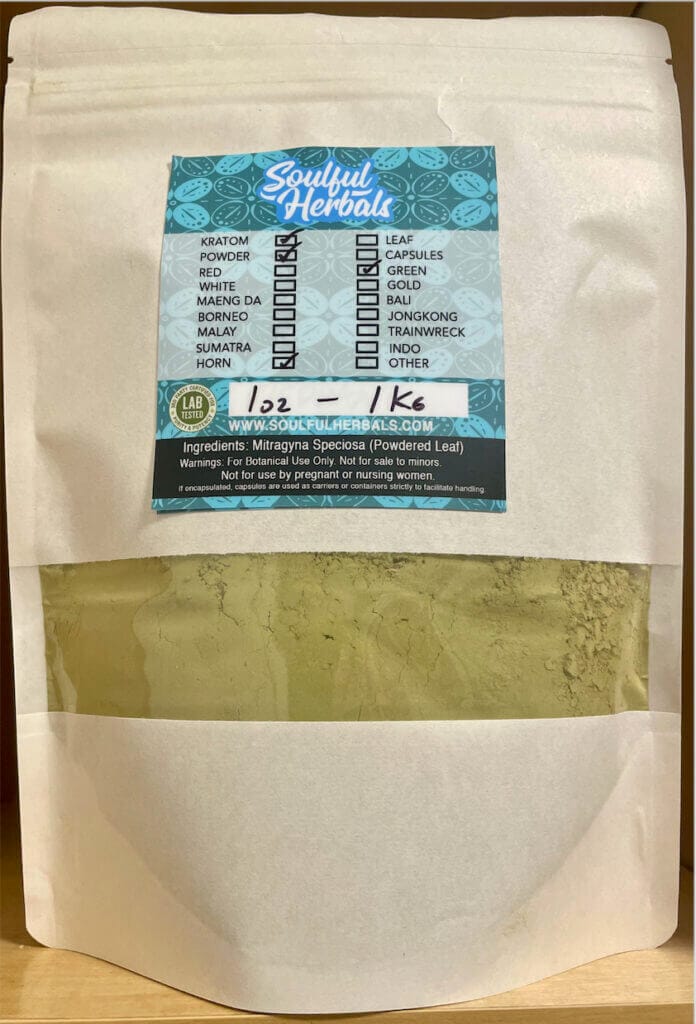 Soulful
Herbals
KRATOM
POWDER
RED
WHITE
MAENG DA
BORNEO
MALAY
SUMATRA
HORN
LEAF
CAPSULES
GREEN
GOLD
BALI
JONGKONG
TRAINWRECK
INDO
OTHER
LAB
TESTED
1oz - 1KG
WWW.SOULFULHERBALS.COM
Ingredients: Mitragyna Speciosa (Powdered Leaf)
Warnings: For Botanical Use Only. Not for sale to minors.
Not for use by pregnant or nursing women.
If encapsulated, capsules are used as carriers or containers strictly to facilitate handling.